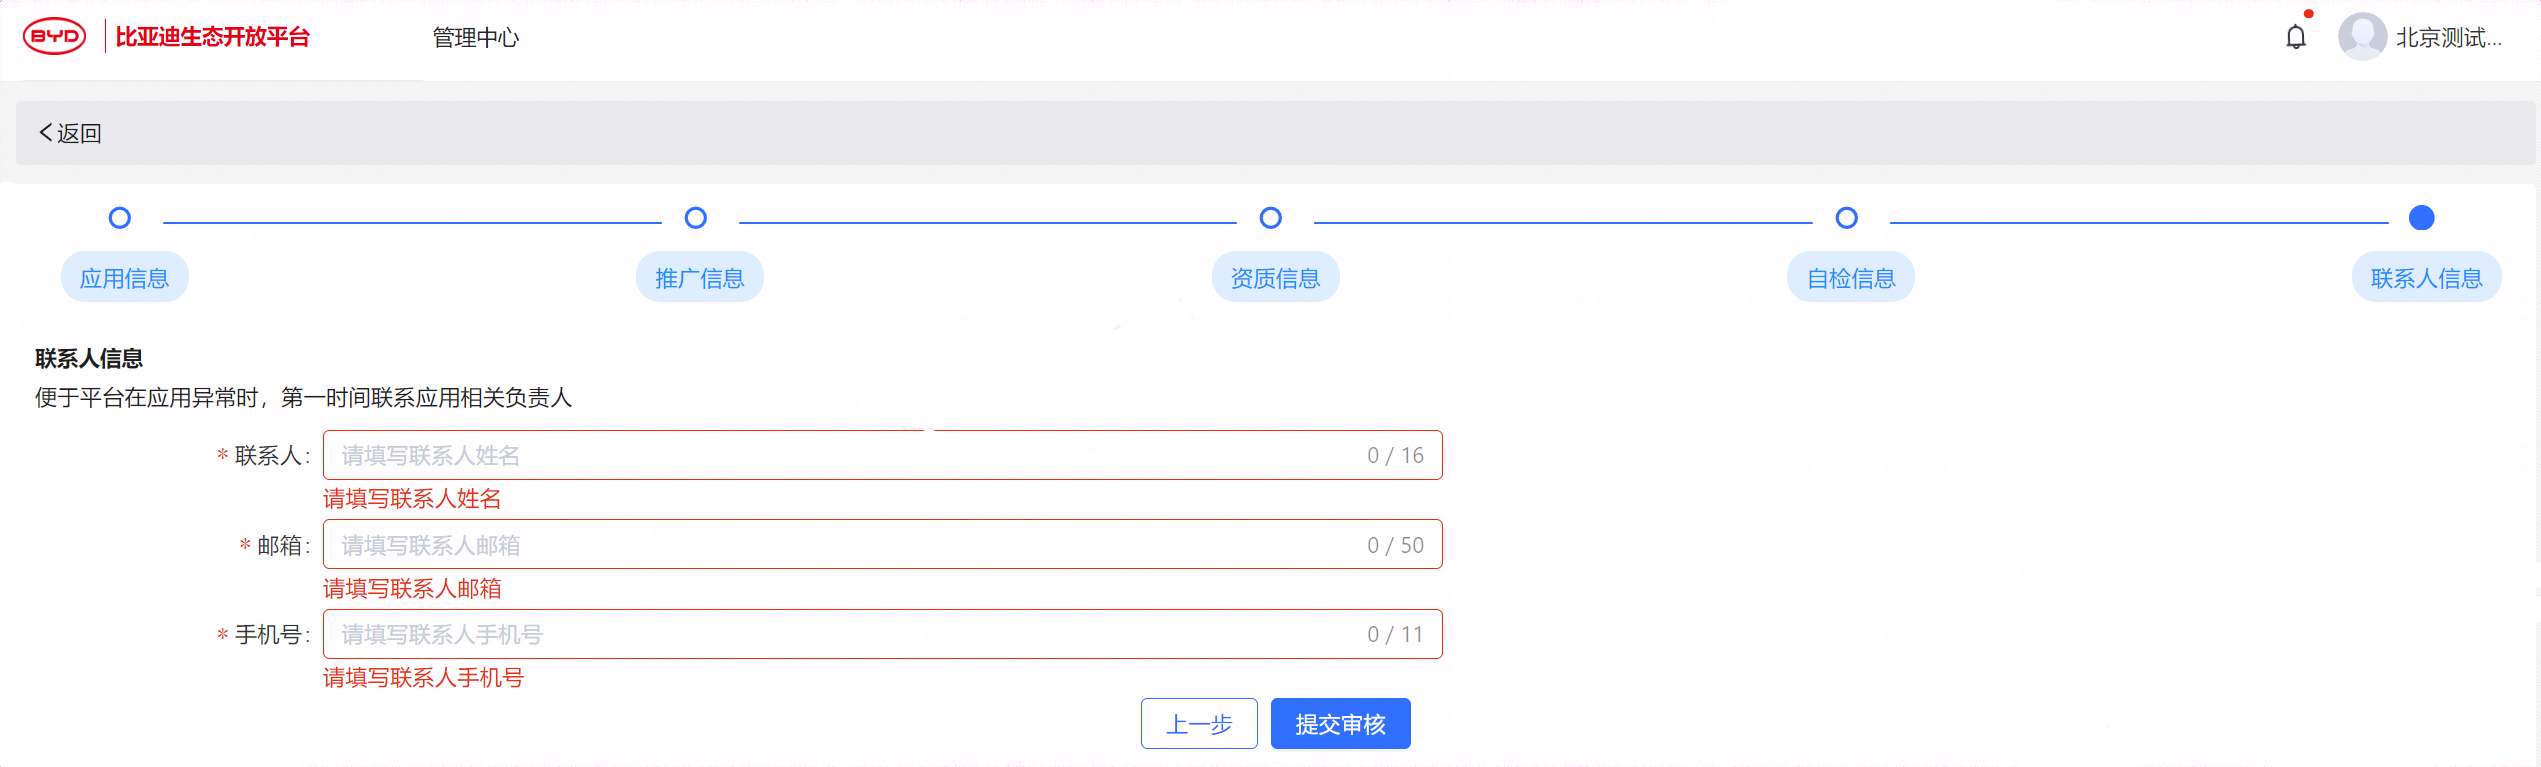 BYD 比亚迪生态开放平台 管理中心 北京测试...
返回
应用信息 推广信息 资质信息 自检信息 联系人信息
联系人信息
便于平台在应用异常时，第一时间联系应用相关负责人
* 联系人: 请填写联系人姓名 0 / 16
请填写联系人姓名
* 邮箱: 请填写联系人邮箱 0 / 50
请填写联系人邮箱
* 手机号: 请填写联系人手机号 0 / 11
请填写联系人手机号
上一步 提交审核